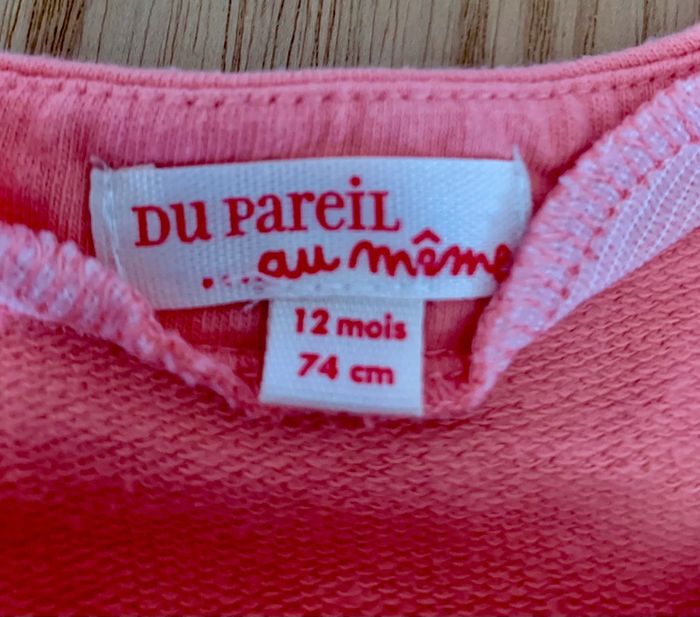 DU PAREIL
au même
12 mois
74 cm